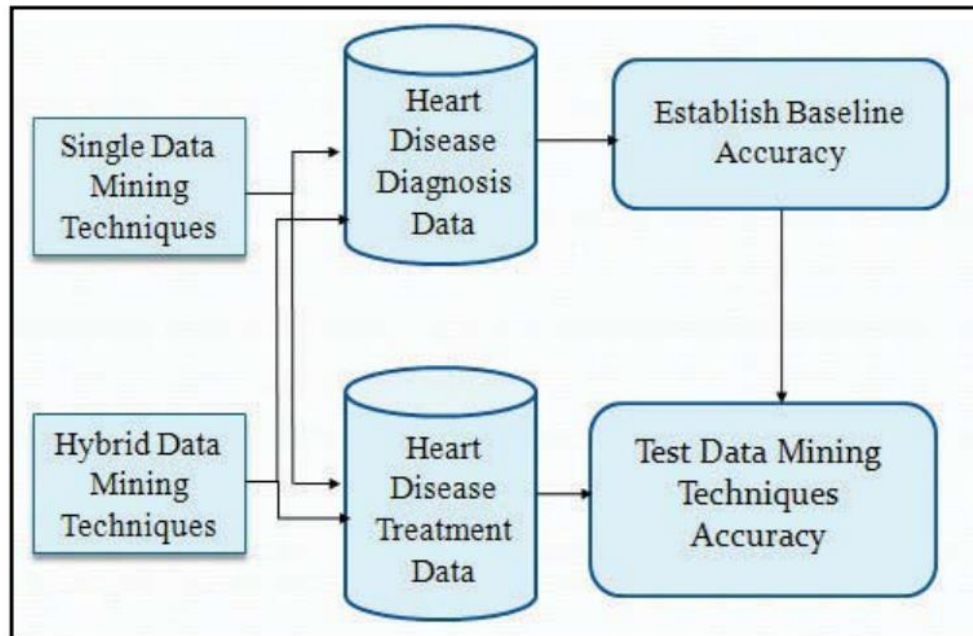 Single Data
Mining
Techniques
Heart
Disease
Diagnosis
Data
Establish Baseline
Accuracy
Hybrid Data
Mining
Techniques
Heart
Disease
Treatment
Data
Test Data Mining
Techniques
Accuracy